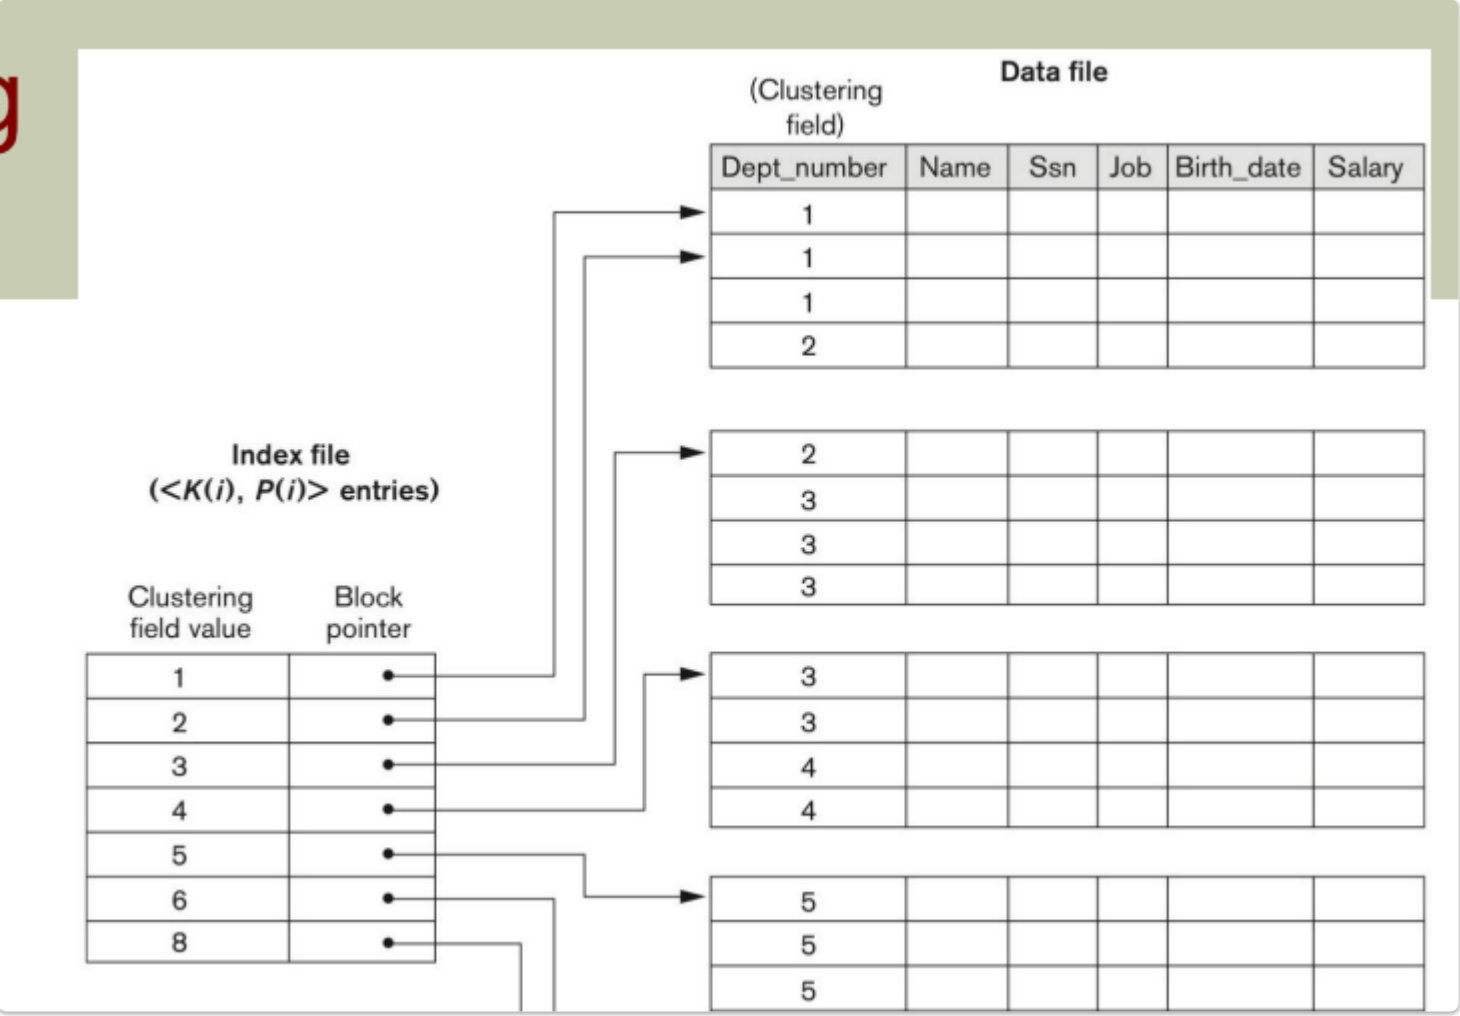 g
Data file
(Clustering
field)
Dept_number Name Ssn Job Birth_date Salary
1
1
1
2
2
3
3
3
3
3
4
4
5
5
5
Index file
(<K(i), P(i)> entries)
Clustering
field value
Block
pointer
1
2
3
4
5
6
8